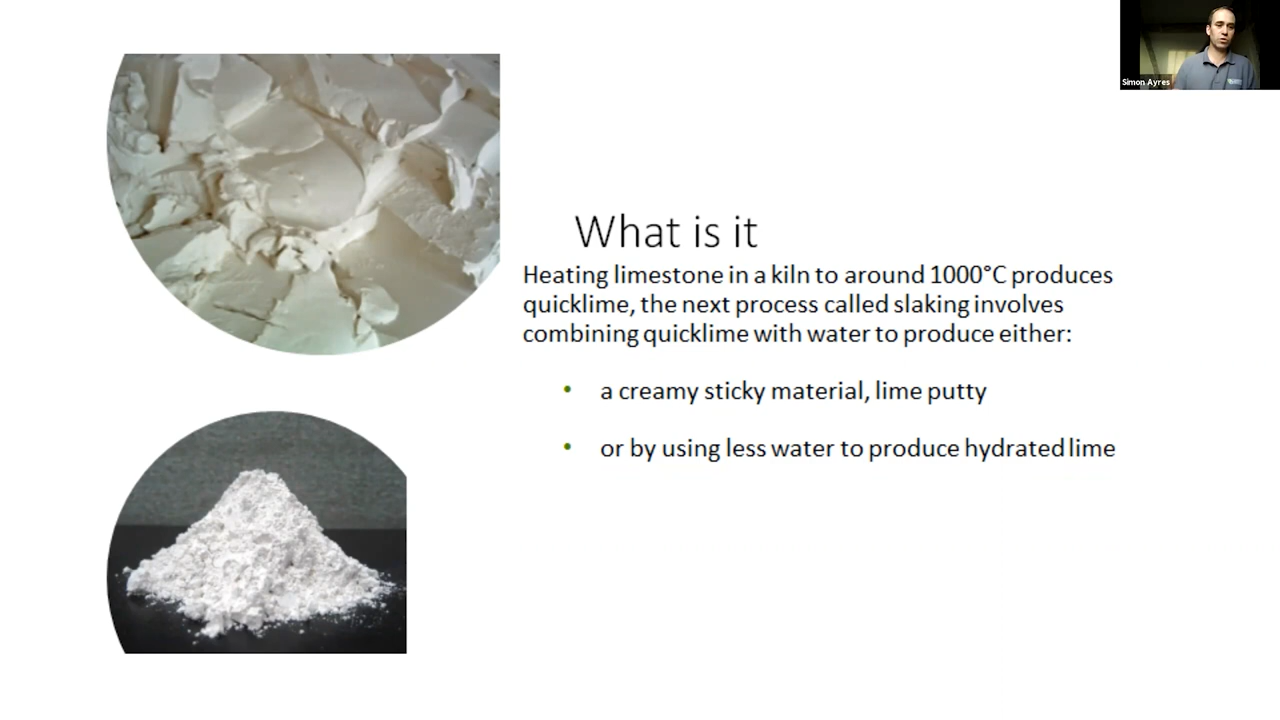 Simon Ayres
What is it
Heating limestone in a kiln to around 1000°C produces
quicklime, the next process called slaking involves
combining quicklime with water to produce either:
• a creamy sticky material, lime putty
• or by using less water to produce hydrated lime